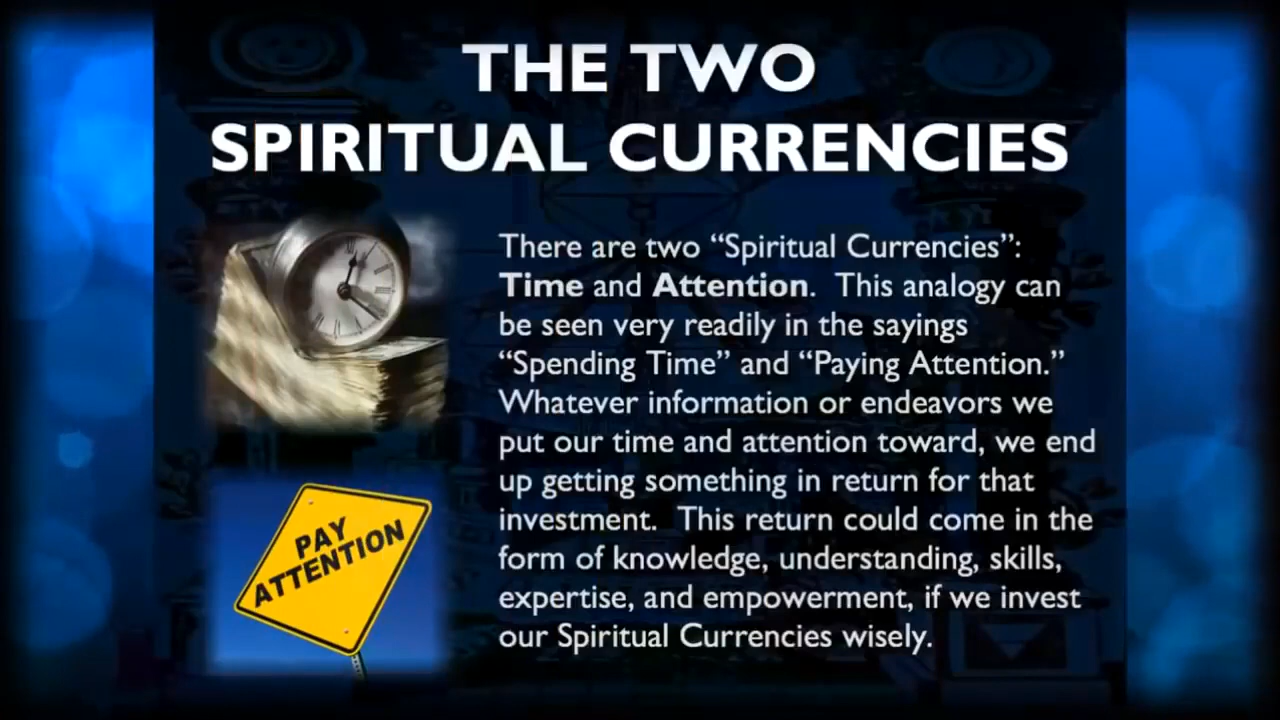 THE TWO
SPIRITUAL CURRENCIES
There are two “Spiritual Currencies”:
Time and Attention.  This analogy can
be seen very readily in the sayings
“Spending Time” and “Paying Attention.”
Whatever information or endeavors we
put our time and attention toward, we end
up getting something in return for that
investment.  This return could come in the
form of knowledge, understanding, skills,
expertise, and empowerment, if we invest
our Spiritual Currencies wisely.
PAY
ATTENTION